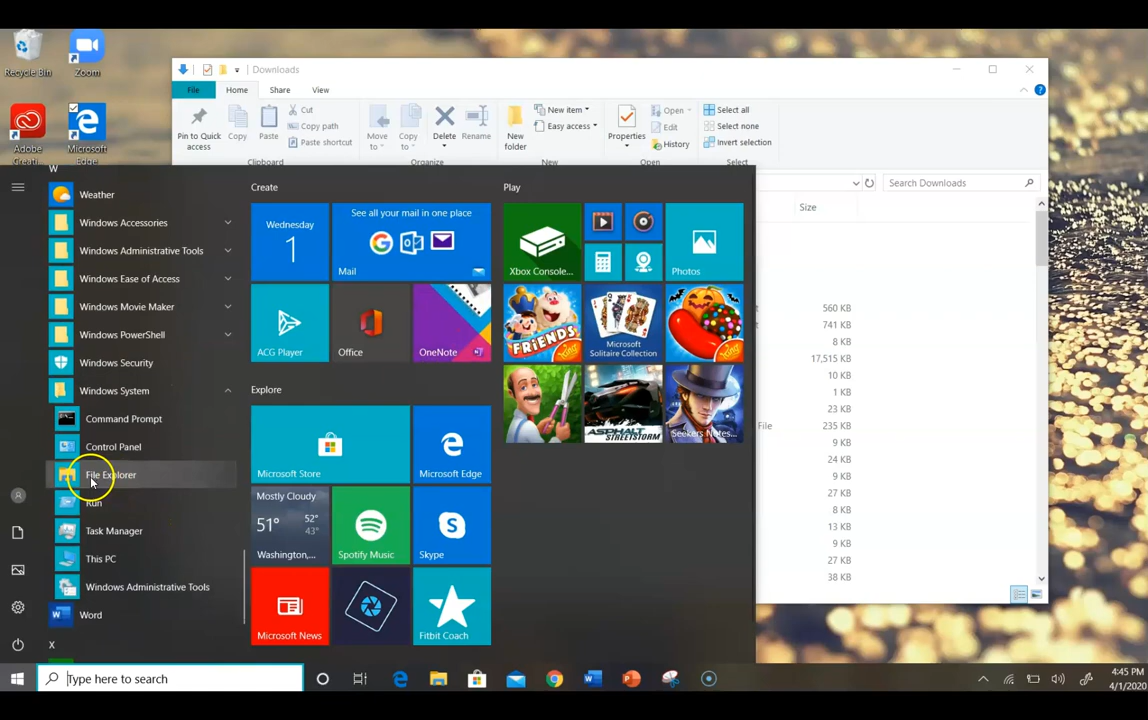 Recycle Bin
Zoom
Adobe
Creati...
Microsoft
Edge
Downloads
File
Home
Share
View
Pin to Quick
access
Copy
Paste
Cut
Copy path
Paste shortcut
Clipboard
Move
to
Copy
to
Delete
Rename
Organize
New
folder
New item
Easy access
New
Properties
Open
Edit
History
Open
Select all
Select none
Invert selection
Select
Search Downloads
Size
560 KB
741 KB
8 KB
17,515 KB
10 KB
1 KB
23 KB
File
235 KB
9 KB
24 KB
9 KB
27 KB
8 KB
13 KB
9 KB
27 KB
38 KB
W
Weather
Windows Accessories
Windows Administrative Tools
Windows Ease of Access
Windows Movie Maker
Windows PowerShell
Windows Security
Windows System
Command Prompt
Control Panel
File Explorer
Run
Task Manager
This PC
Windows Administrative Tools
Word
X
Create
Wednesday
1
See all your mail in one place
Mail
ACG Player
Office
OneNote
Explore
Microsoft Store
Microsoft Edge
Mostly Cloudy
51°
52°
43°
Washington,...
Spotify Music
Skype
Microsoft News
Fitbit Coach
Play
Xbox Console...
Photos
FRIENDS
King
Microsoft
Solitaire Collection
King
ASPHALT
STREETSTORM
Seekers Notes...
Type here to search
4:45 PM
4/1/2020